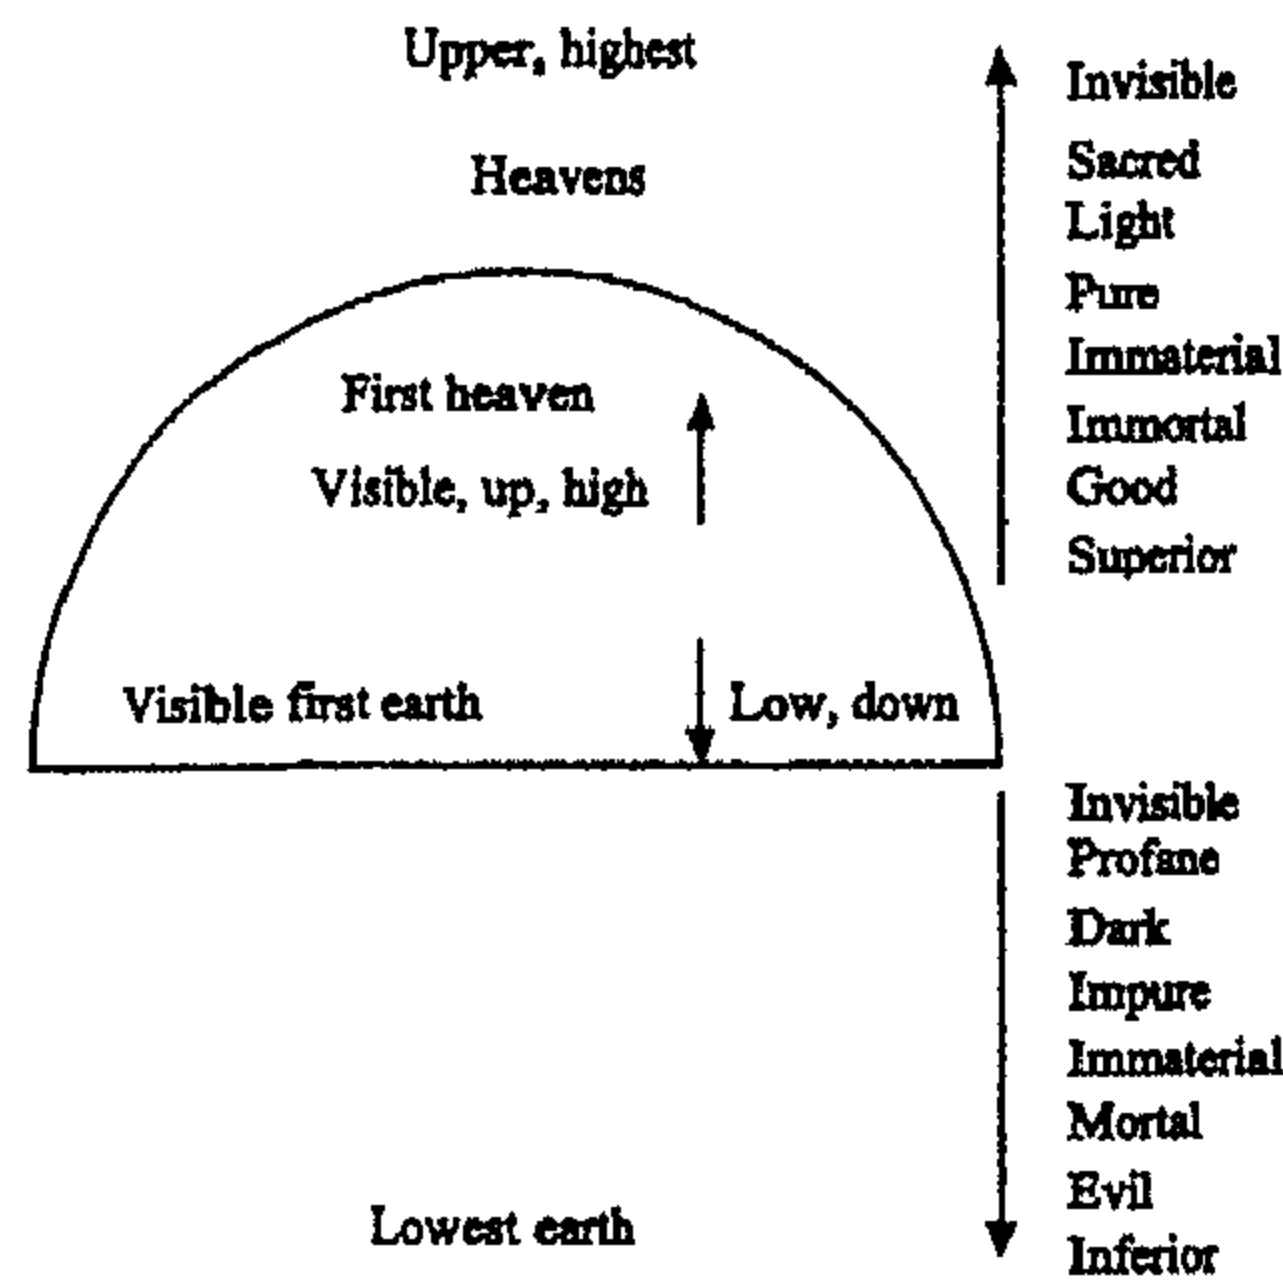 Upper, highest
Heavens
First heaven
Visible, up, high
Visible first earth
Low, down
Lowest earth
Invisible
Sacred
Light
Pure
Immaterial
Immortal
Good
Superior
Invisible
Profane
Dark
Impure
Immaterial
Mortal
Evil
Inferior